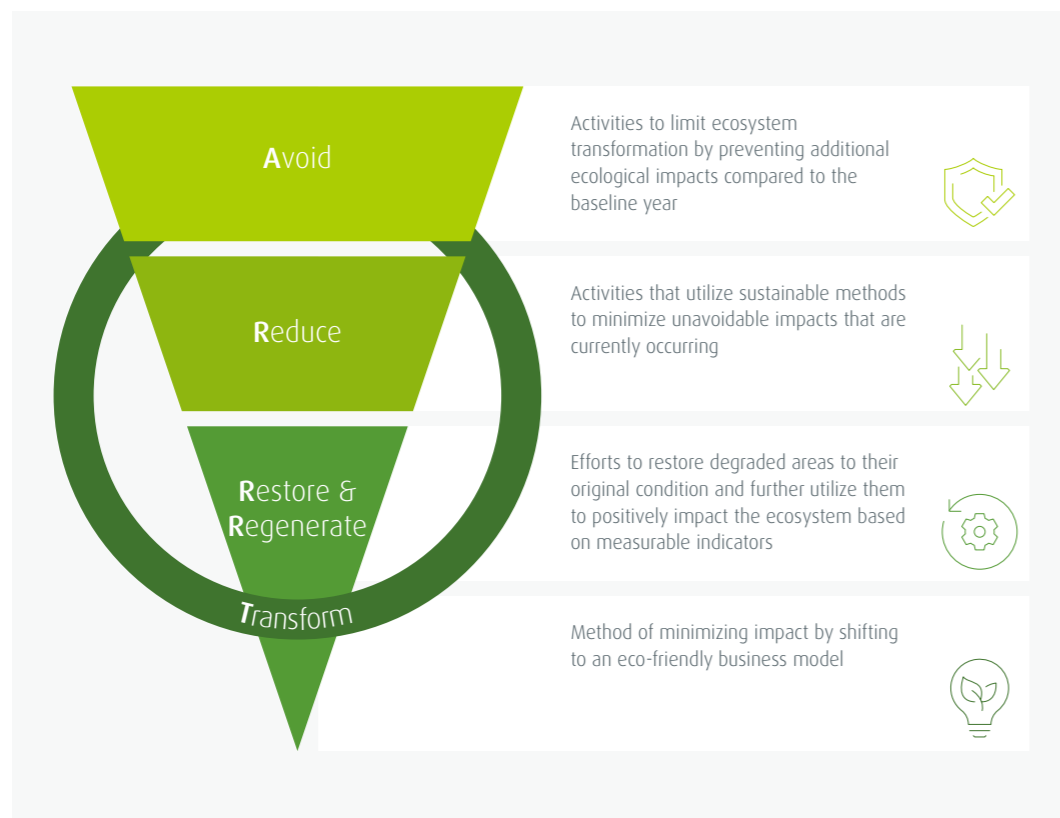 Avoid
Activities to limit ecosystem
transformation by preventing additional
ecological impacts compared to the
baseline year
Reduce
Activities that utilize sustainable methods
to minimize unavoidable impacts that are
currently occurring
Restore &
Regenerate
Efforts to restore degraded areas to their
original condition and further utilize them
to positively impact the ecosystem based
on measurable indicators
Transform
Method of minimizing impact by shifting
to an eco-friendly business model